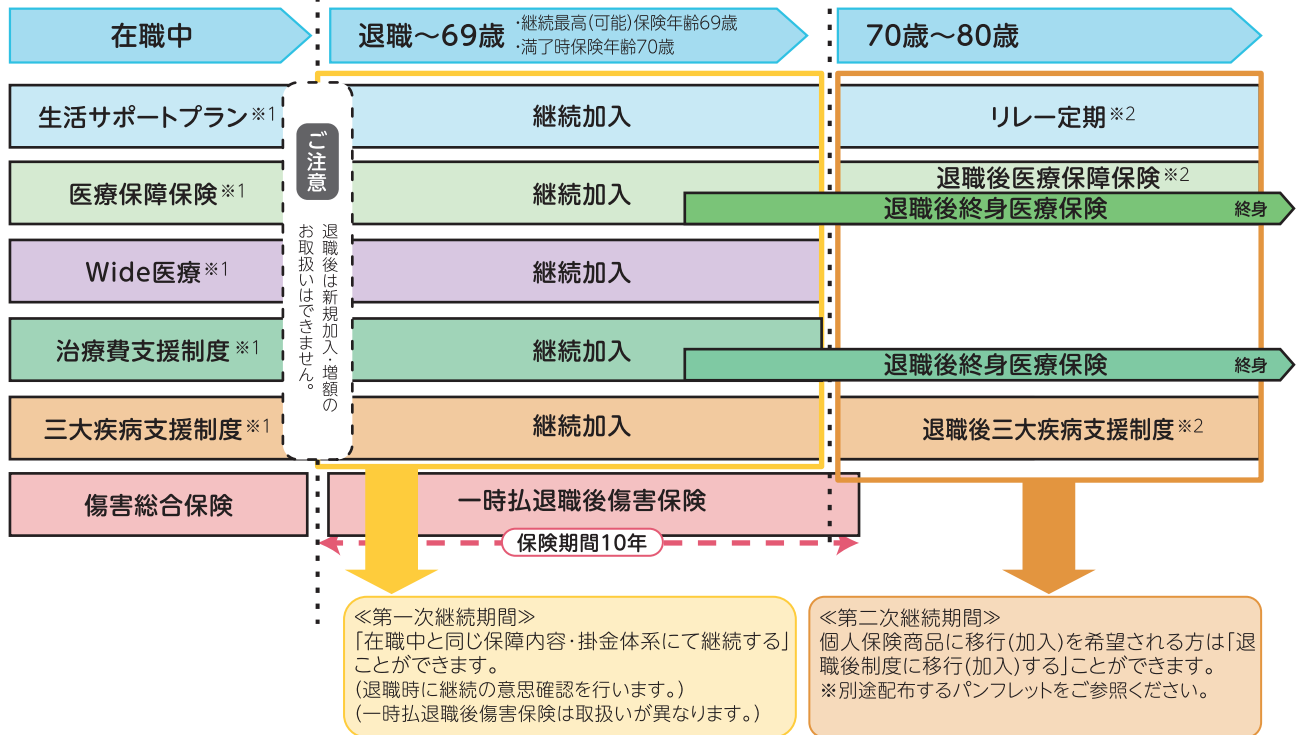 在職中
退職～69歳
・継続最高(可能)保険年齢69歳
・満了時保険年齢70歳
70歳～80歳
生活サポートプラン※1
継続加入
リレー定期※2
医療保障保険※1
継続加入
退職後医療保障保険※2
退職後終身医療保険
終身
Wide医療※1
継続加入
治療費支援制度※1
継続加入
退職後終身医療保険
終身
三大疾病支援制度※1
継続加入
退職後三大疾病支援制度※2
ご注意
退職後は新規加入・増額の
お取扱いはできません。
傷害総合保険
一時払退職後傷害保険
保険期間10年
≪第一次継続期間≫
「在職中と同じ保障内容・掛金体系にて継続する」
ことができます。
(退職時に継続の意思確認を行います。)
(一時払退職後傷害保険は取扱いが異なります。)
≪第二次継続期間≫
個人保険商品に移行(加入)を希望される方は「退
職後制度に移行(加入)する」ことができます。
※別途配布するパンフレットをご参照ください。